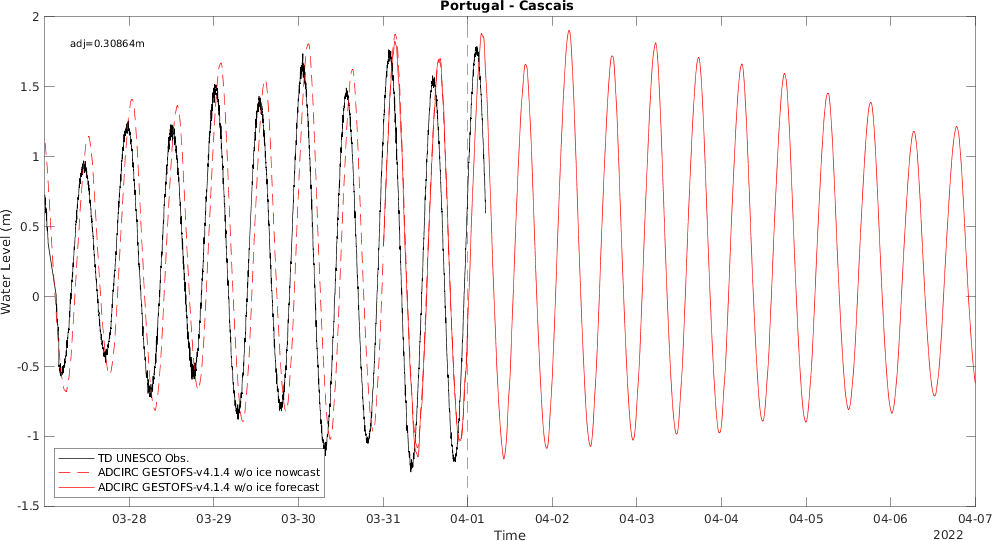 Portugal - Cascais
adj=0.30864m
Water Level (m)
2
1.5
1
0.5
0
-0.5
-1
-1.5
TD UNESCO Obs.
ADCIRC GESTOFS-v4.1.4 w/o ice nowcast
ADCIRC GESTOFS-v4.1.4 w/o ice forecast
03-28 03-29 03-30 03-31 04-01 04-02 04-03 04-04 04-05 04-06 04-07
Time
2022